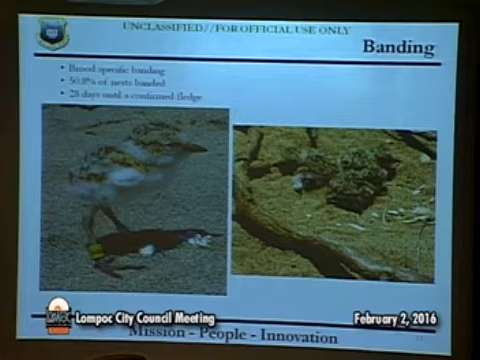 UNCLASSIFIED//FOR OFFICIAL USE ONLY
Banding
• Brood specific banding
• 50.8% of nests banded
• 28 days until a confirmed fledge
Lompoc City Council Meeting
February 2, 2016
Mission - People - Innovation